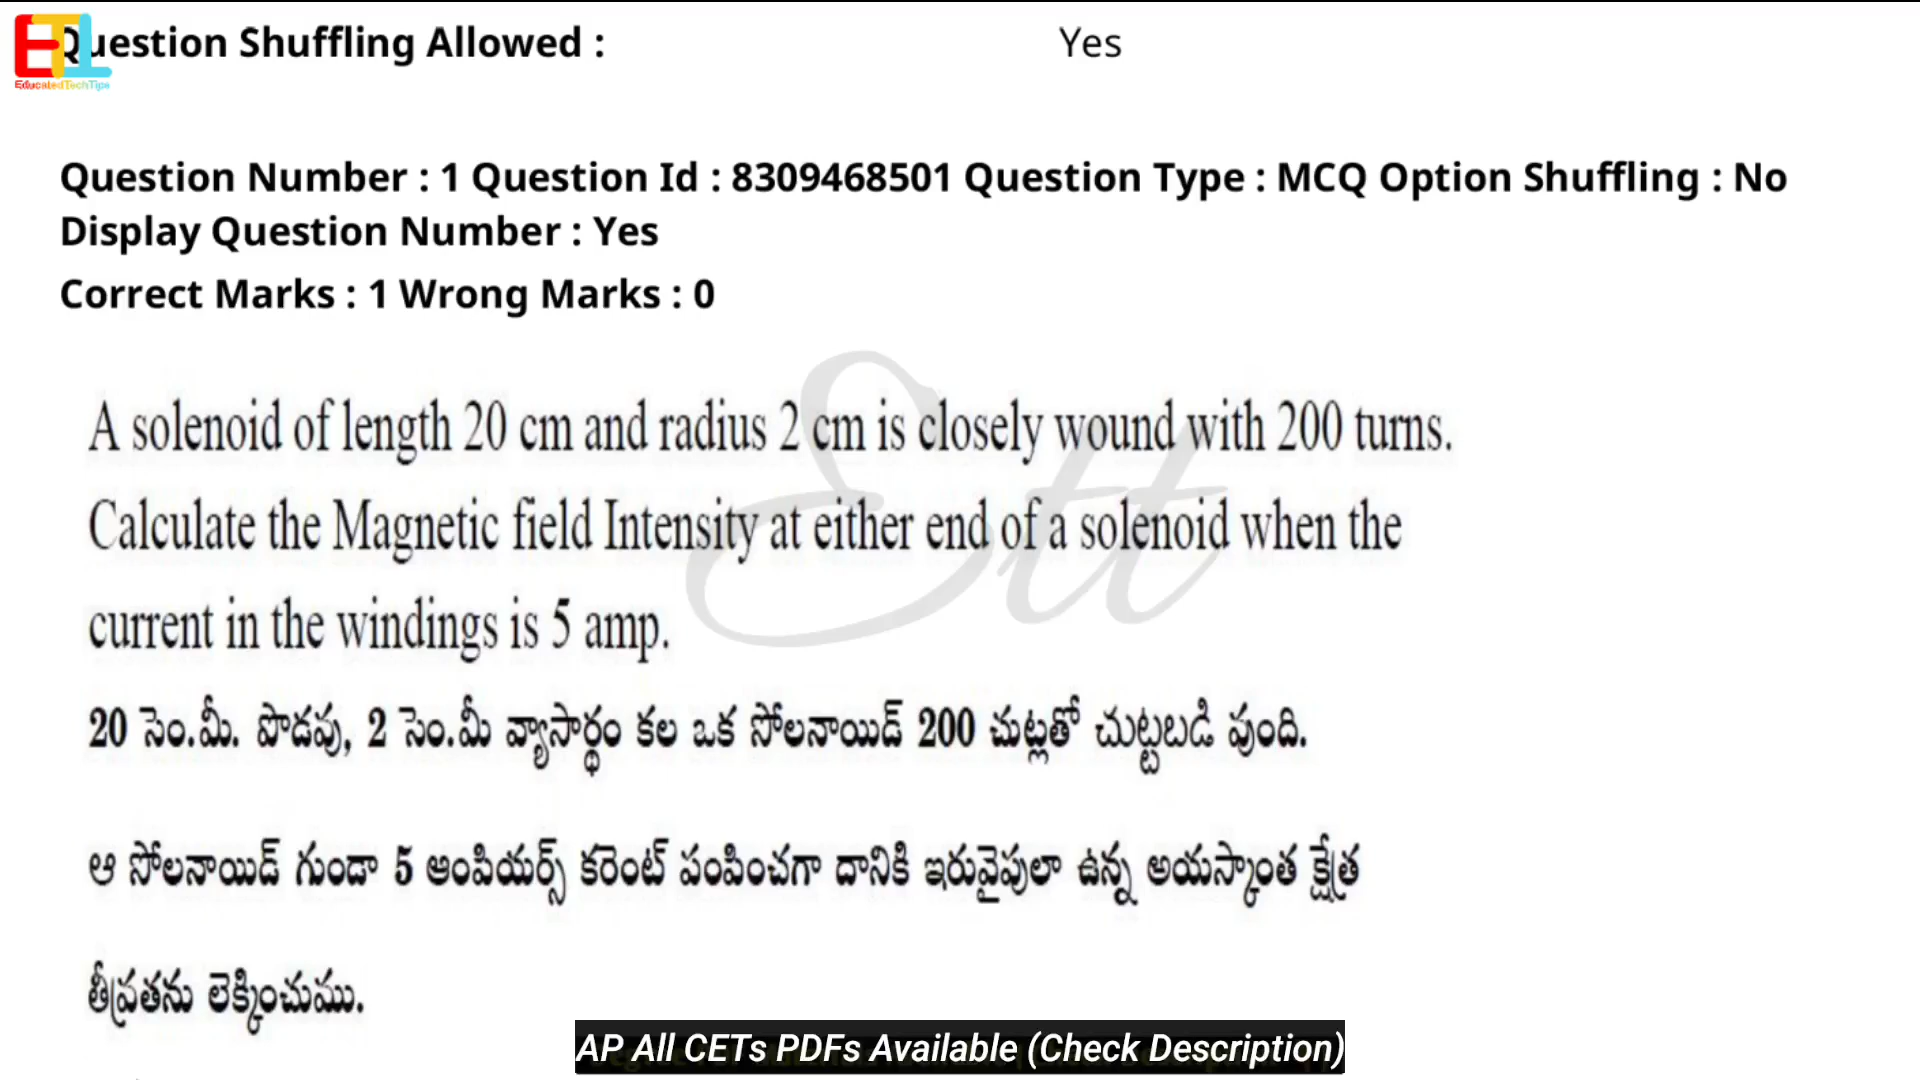 Question Shuffling Allowed : Yes
EducatedTechTips
Question Number : 1 Question Id : 8309468501 Question Type : MCQ Option Shuffling : No
Display Question Number : Yes
Correct Marks : 1 Wrong Marks : 0
Ett
A solenoid of length 20 cm and radius 2 cm is closely wound with 200 turns.
Calculate the Magnetic field Intensity at either end of a solenoid when the
current in the windings is 5 amp.
20 సెం.మీ. పొడవు, 2 సెం.మీ వ్యాసార్థం కల ఒక సోలనాయిడ్ 200 చుట్లతో చుట్టబడి వుంది.
ఆ సోలనాయిడ్ గుండా 5 ఆంపియర్స్ కరెంట్ పంపించగా దానికి ఇరువైపులా ఉన్న అయస్కాంత క్షేత్ర
తీవ్రతను లెక్కించుము.
AP All CETs PDFs Available (Check Description)